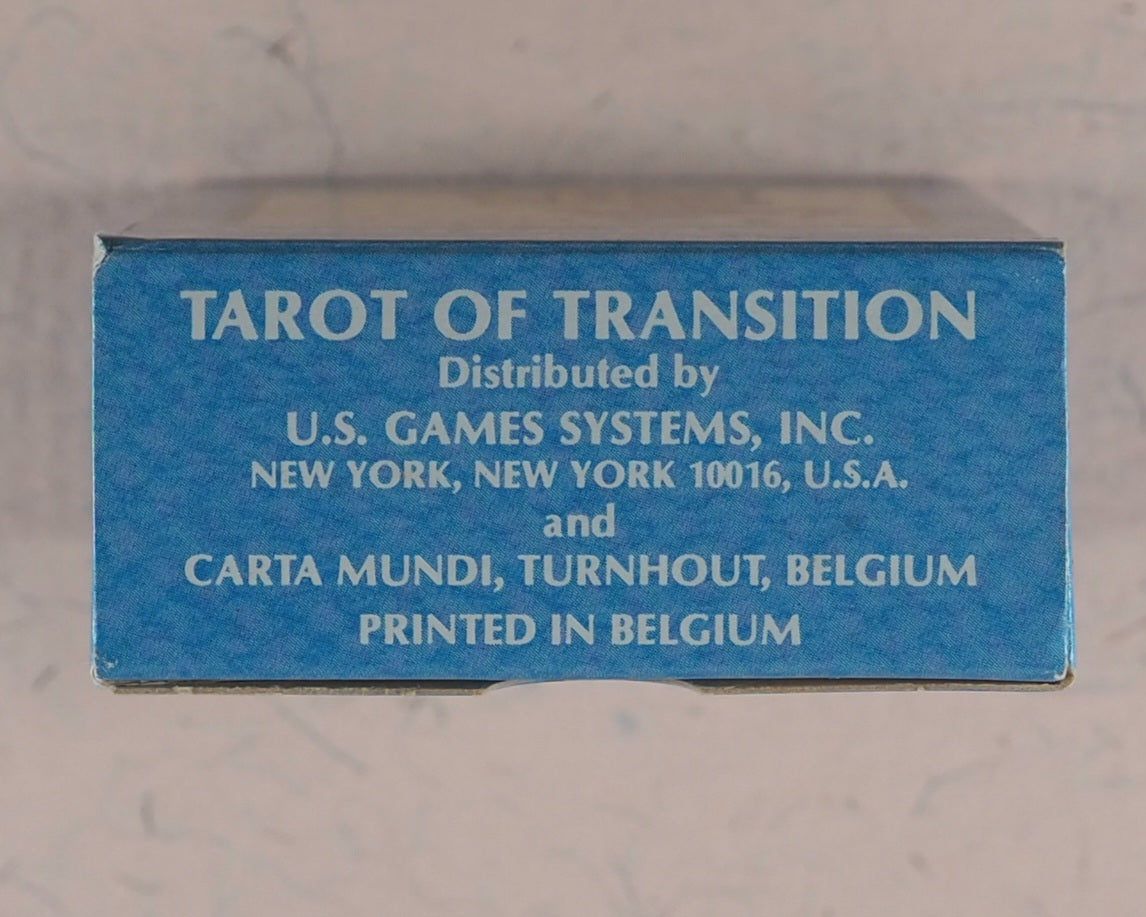 TAROT OF TRANSITION
Distributed by
U.S. GAMES SYSTEMS, INC.
NEW YORK, NEW YORK 10016, U.S.A.
and
CARTA MUNDI, TURNHOUT, BELGIUM
PRINTED IN BELGIUM